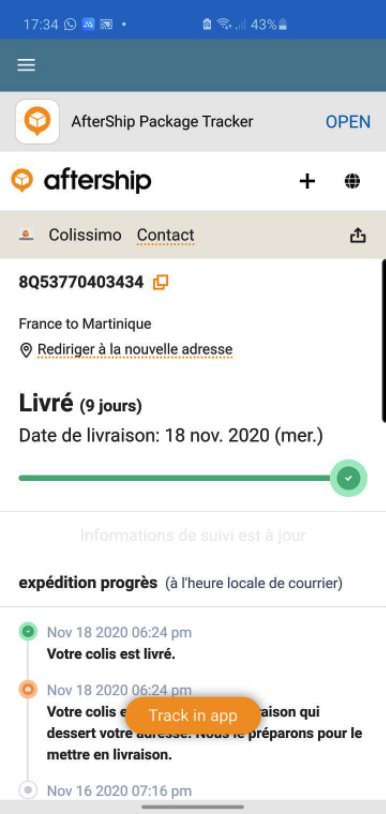 17:34 43%
AfterShip Package Tracker OPEN
aftership
Colissimo Contact
8Q53770403434
France to Martinique
Rediriger à la nouvelle adresse
Livré (9 jours)
Date de livraison: 18 nov. 2020 (mer.)
Informations de suivi est à jour
expédition progrès (à l'heure locale de courrier)
Nov 18 2020 06:24 pm
Votre colis est livré.
Nov 18 2020 06:24 pm
Votre colis raison qui
Track in app
dessert votre adresse. Nous le préparons pour le
mettre en livraison.
Nov 16 2020 07:16 pm